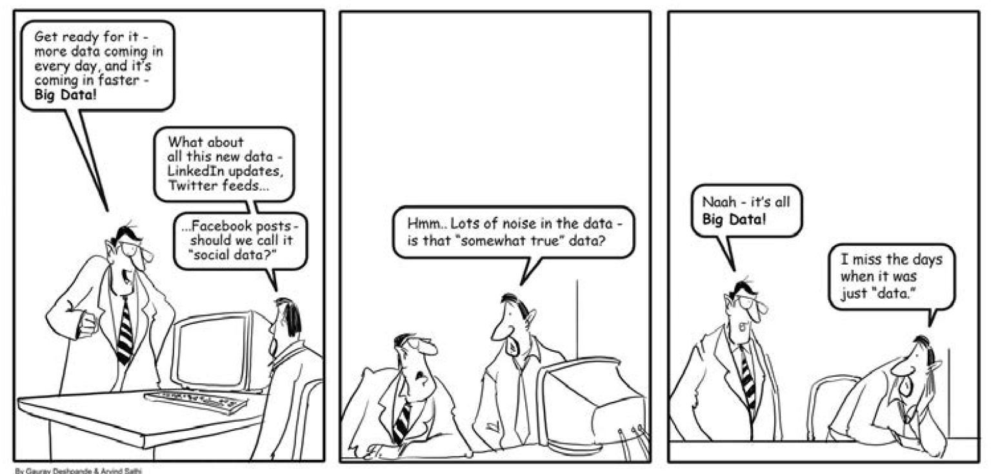 Get ready for it -
more data coming in
every day, and it's
coming in faster -
Big Data!
What about
all this new data -
LinkedIn updates,
Twitter feeds...
...Facebook posts -
should we call it
"social data?"
Hmm.. Lots of noise in the data -
is that "somewhat true" data?
Naah - it's all
Big Data!
I miss the days
when it was
just "data."
By Gaurav Deshpande & Arvind Sathi